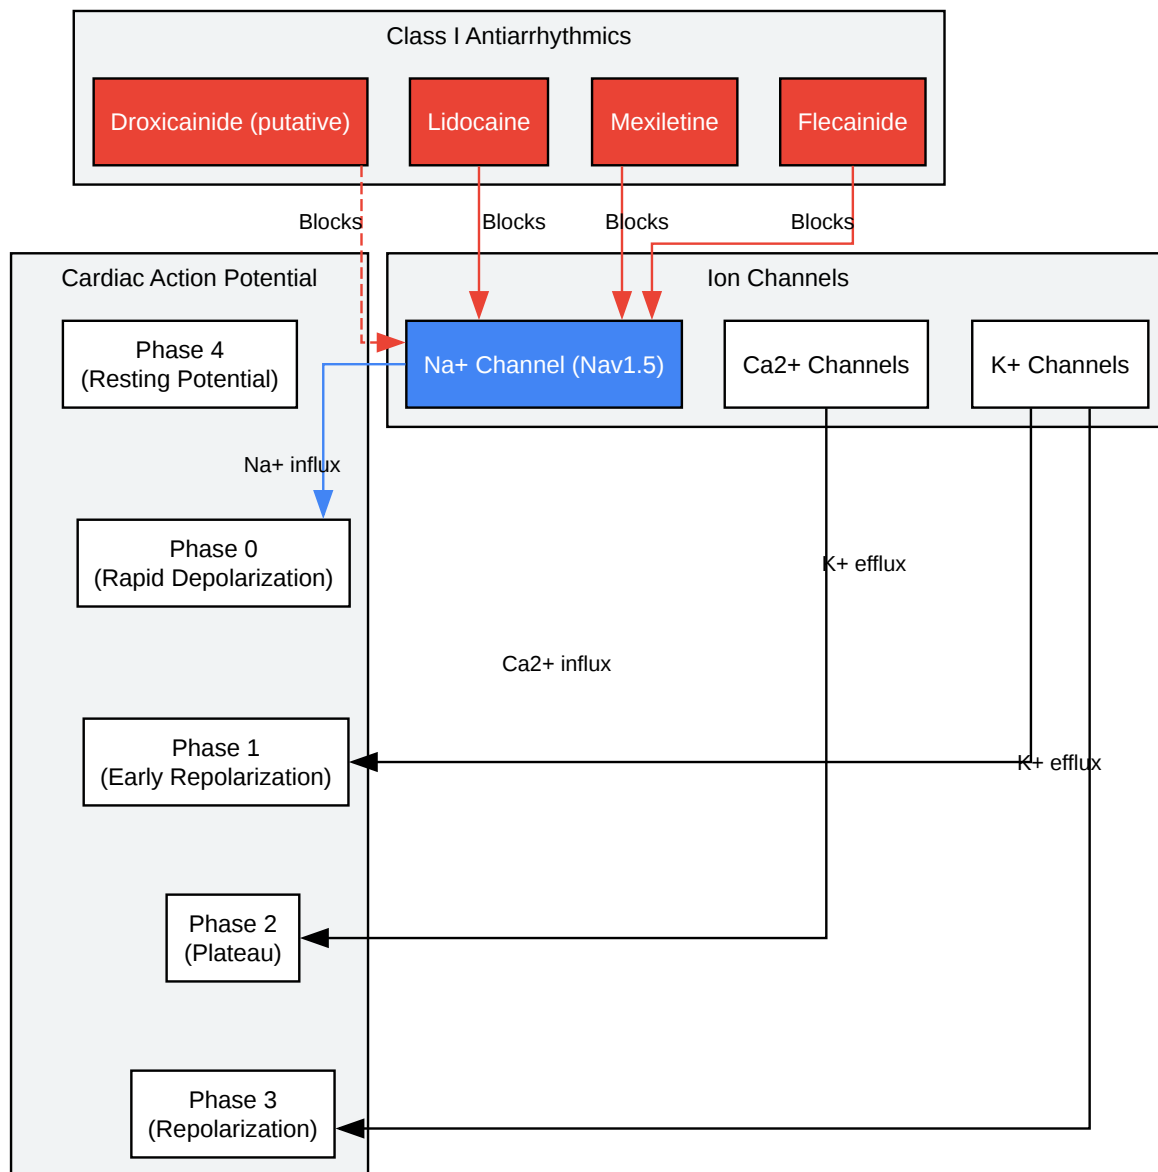 Class I Antiarrhythmics
Droxicainide (putative)
Lidocaine
Mexiletine
Flecainide
Blocks
Blocks
Blocks
Blocks
Cardiac Action Potential
Ion Channels
Phase 4
(Resting Potential)
Na+ Channel (Nav1.5)
Ca2+ Channels
K+ Channels
Na+ influx
Phase 0
(Rapid Depolarization)
K+ efflux
Ca2+ influx
Phase 1
(Early Repolarization)
K+ efflux
Phase 2
(Plateau)
Phase 3
(Repolarization)